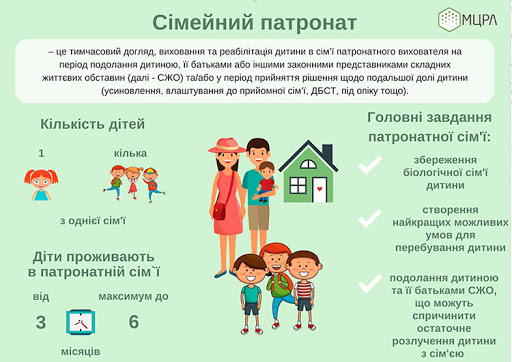 Сімейний патронат
МЦРЛ
– це тимчасовий догляд, виховання та реабілітація дитини в сім'ї патронатного вихователя на
період подолання дитиною, її батьками або іншими законними представниками складних
життєвих обставин (далі - СЖО) та/або у період прийняття рішення щодо подальшої долі дитини
(усиновлення, влаштування до прийомної сім'ї, ДБСТ, під опіку тощо).
Кількість дітей
1
кілька
з однієї сім'ї
Діти проживають
в патронатній сім`ї
від
максимум до
3
6
місяців
Головні завдання
патронатної сім'ї:
збереження
біологічної сім'ї
дитини
створення
найкращих можливих
умов для
перебування дитини
подолання дитиною
та її батьками СЖО,
що можуть
спричинити
остаточне
розлучення дитини
з сім'єю